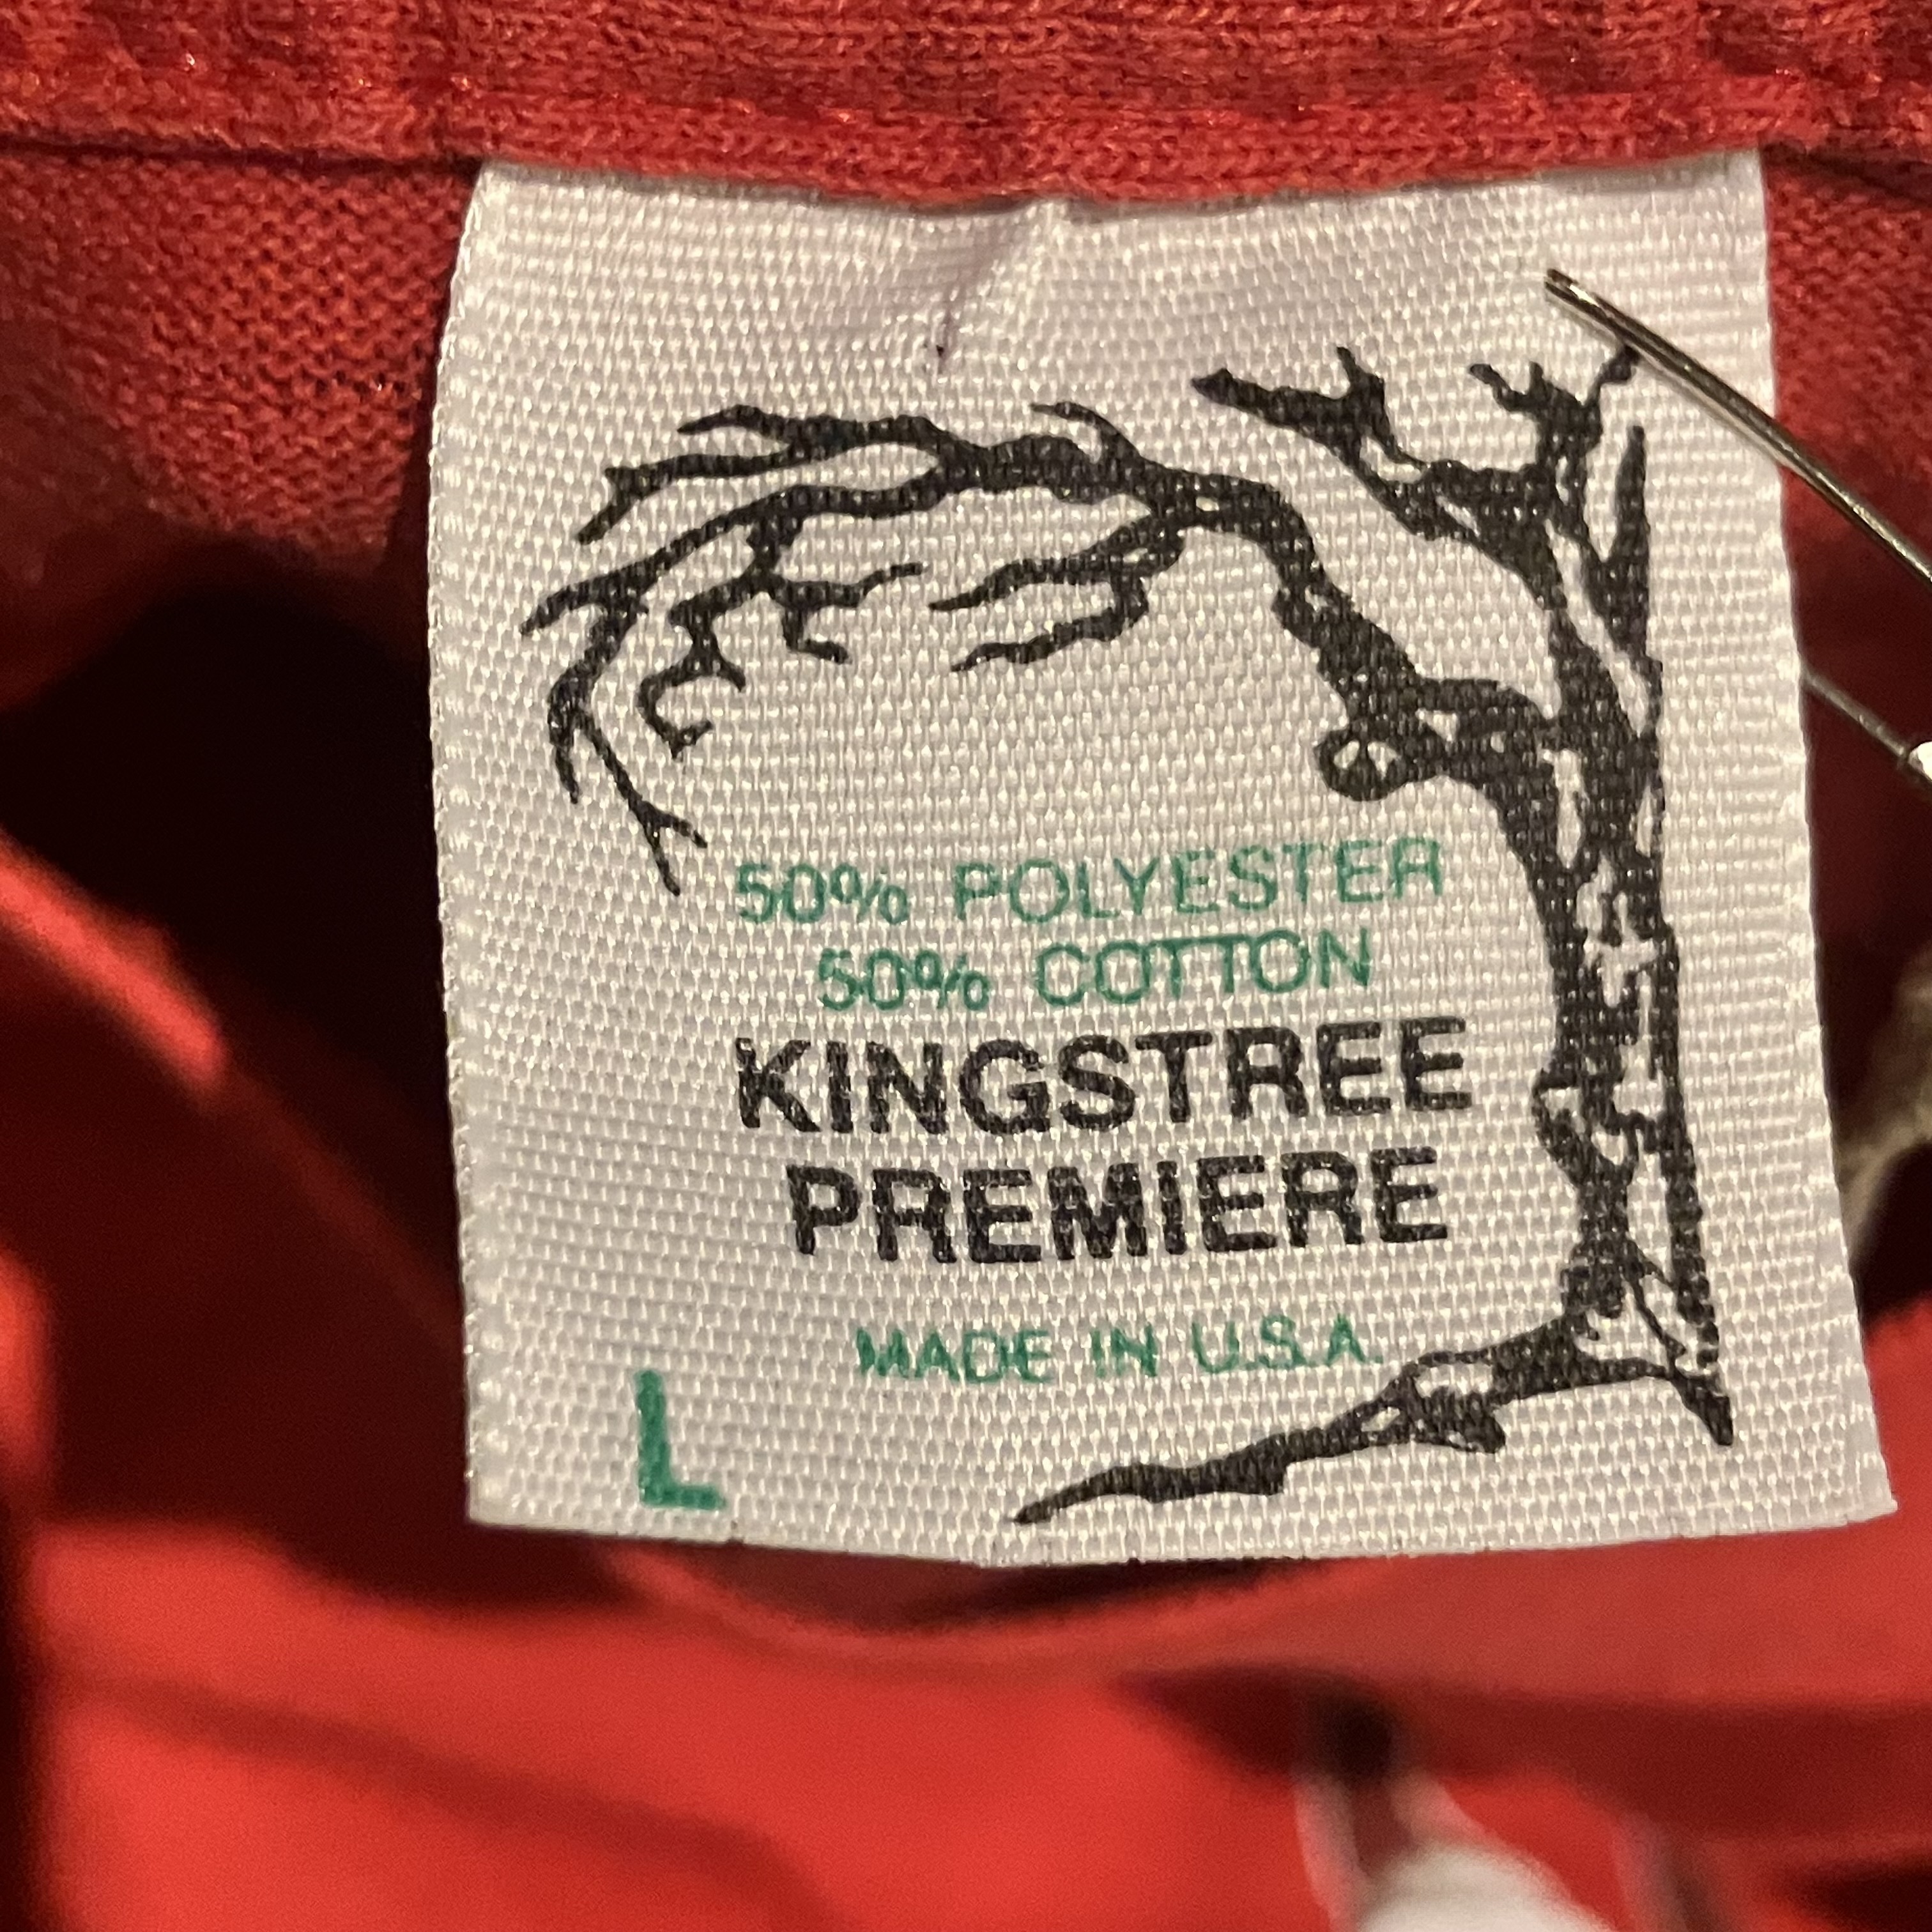 50% POLYESTER
50% COTTON
KINGSTREE
PREMIERE
MADE IN U.S.A.
L